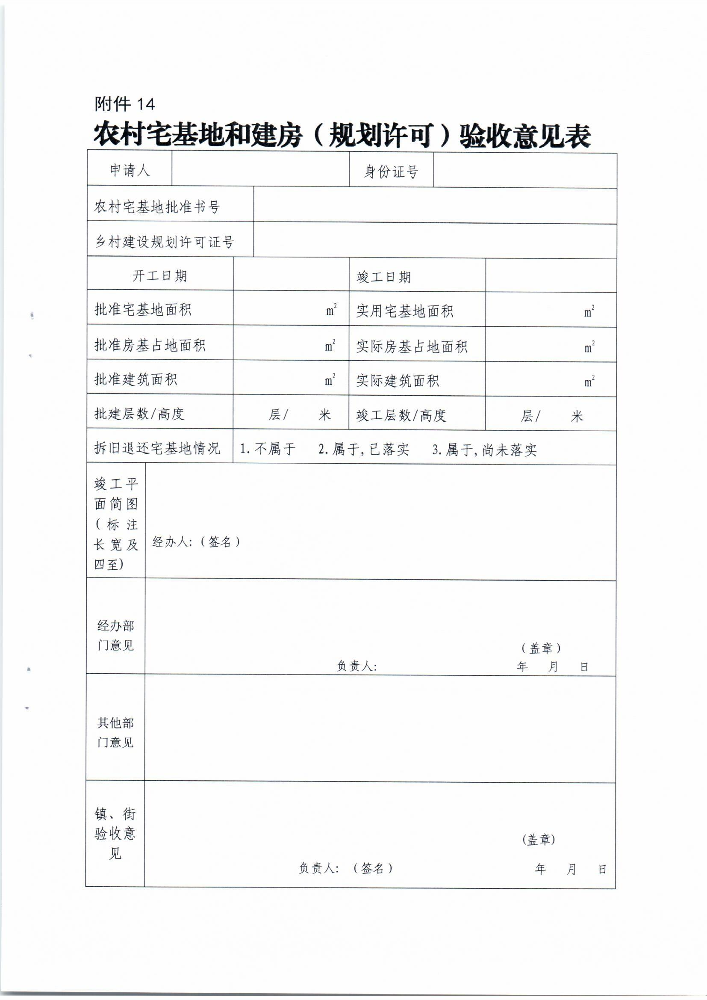 附件 14
农村宅基地和建房（规划许可）验收意见表
申请人 身份证号
农村宅基地批准书号
乡村建设规划许可证号
开工日期 竣工日期
批准宅基地面积 m² 实用宅基地面积 m²
批准房基占地面积 m² 实际房基占地面积 m²
批准建筑面积 m² 实际建筑面积 m²
批建层数/高度 层/ 米 竣工层数/高度 层/ 米
拆旧退还宅基地情况 1.不属于 2.属于,已落实 3.属于,尚未落实
竣工平
面简图
（标注
长宽及
四至)
经办人:（签名）
经办部
门意见
（盖章）
负责人: 年 月 日
其他部
门意见
镇、街
验收意
见
(盖章)
负责人:（签名） 年 月 日